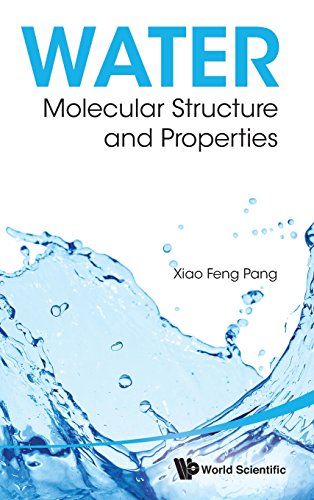 WATER
Molecular Structure
and Properties
Xiao Feng Pang
World Scientific